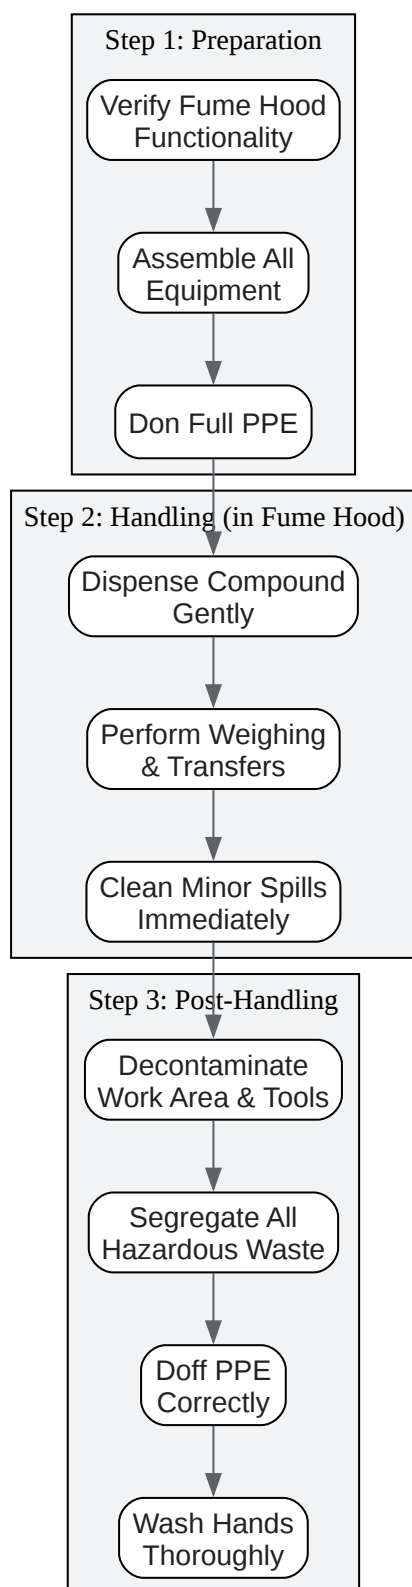 Step 1: Preparation
Verify Fume Hood
Functionality
Assemble All
Equipment
Don Full PPE
Step 2: Handling (in Fume Hood)
Dispense Compound
Gently
Perform Weighing
& Transfers
Clean Minor Spills
Immediately
Step 3: Post-Handling
Decontaminate
Work Area & Tools
Segregate All
Hazardous Waste
Doff PPE
Correctly
Wash Hands
Thoroughly